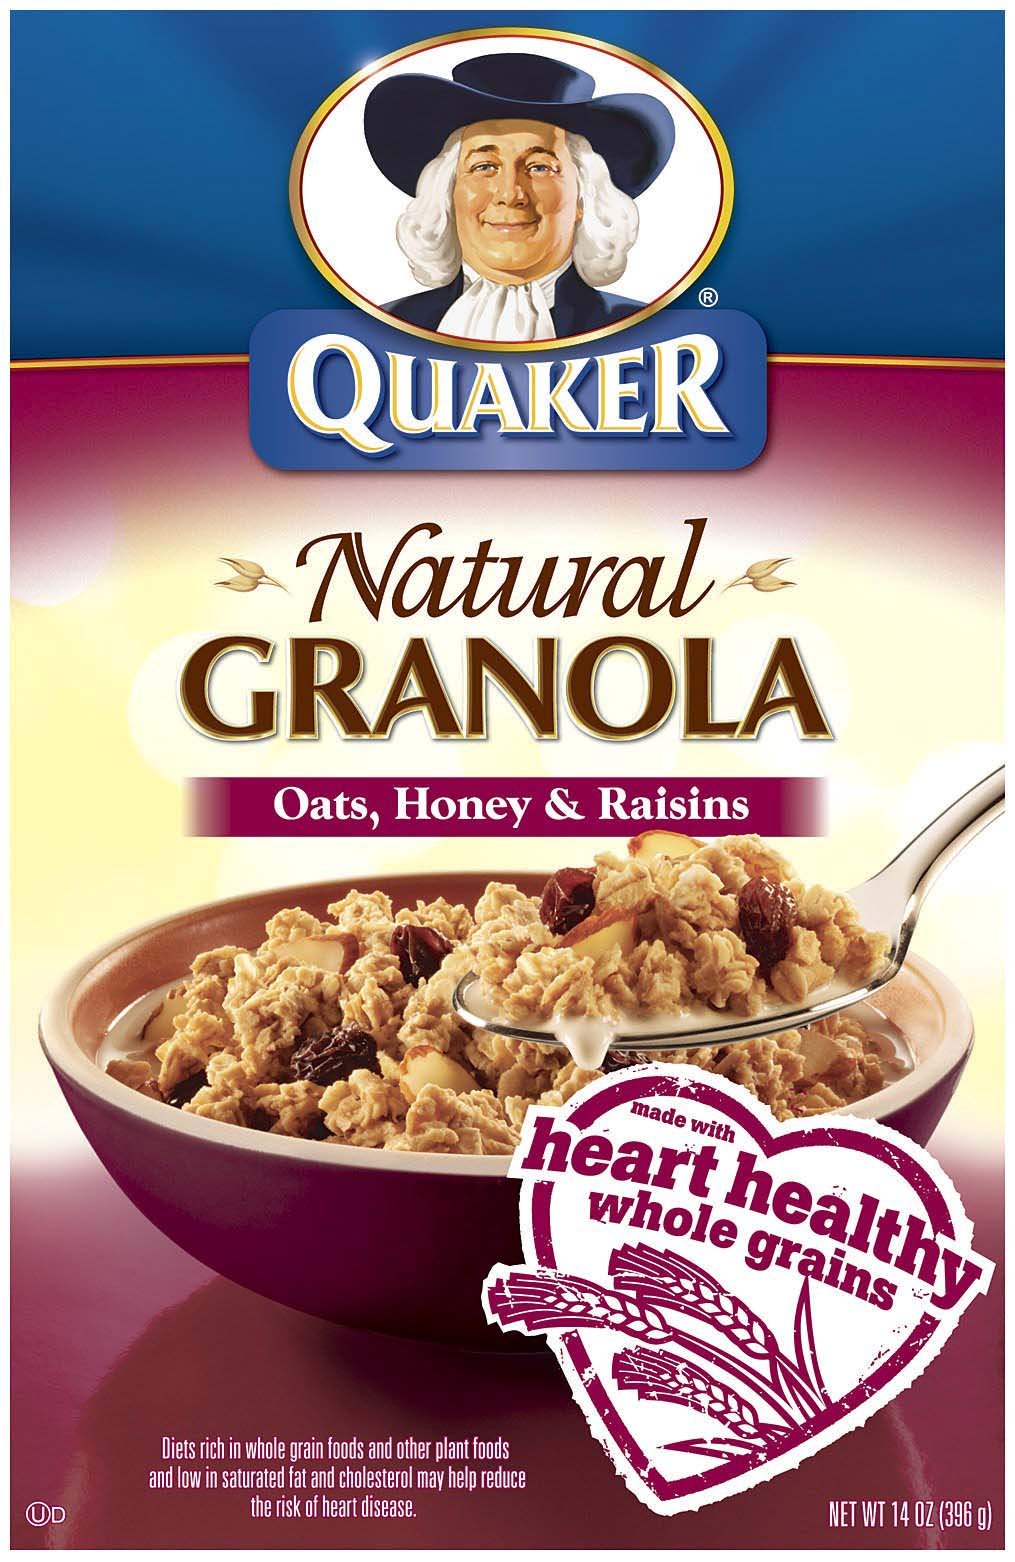 ®
QUAKER
Natural
GRANOLA
Oats, Honey & Raisins
made with
heart healthy
whole grains
Diets rich in whole grain foods and other plant foods
and low in saturated fat and cholesterol may help reduce
the risk of heart disease.
UD
NET WT 14 OZ (396 g)